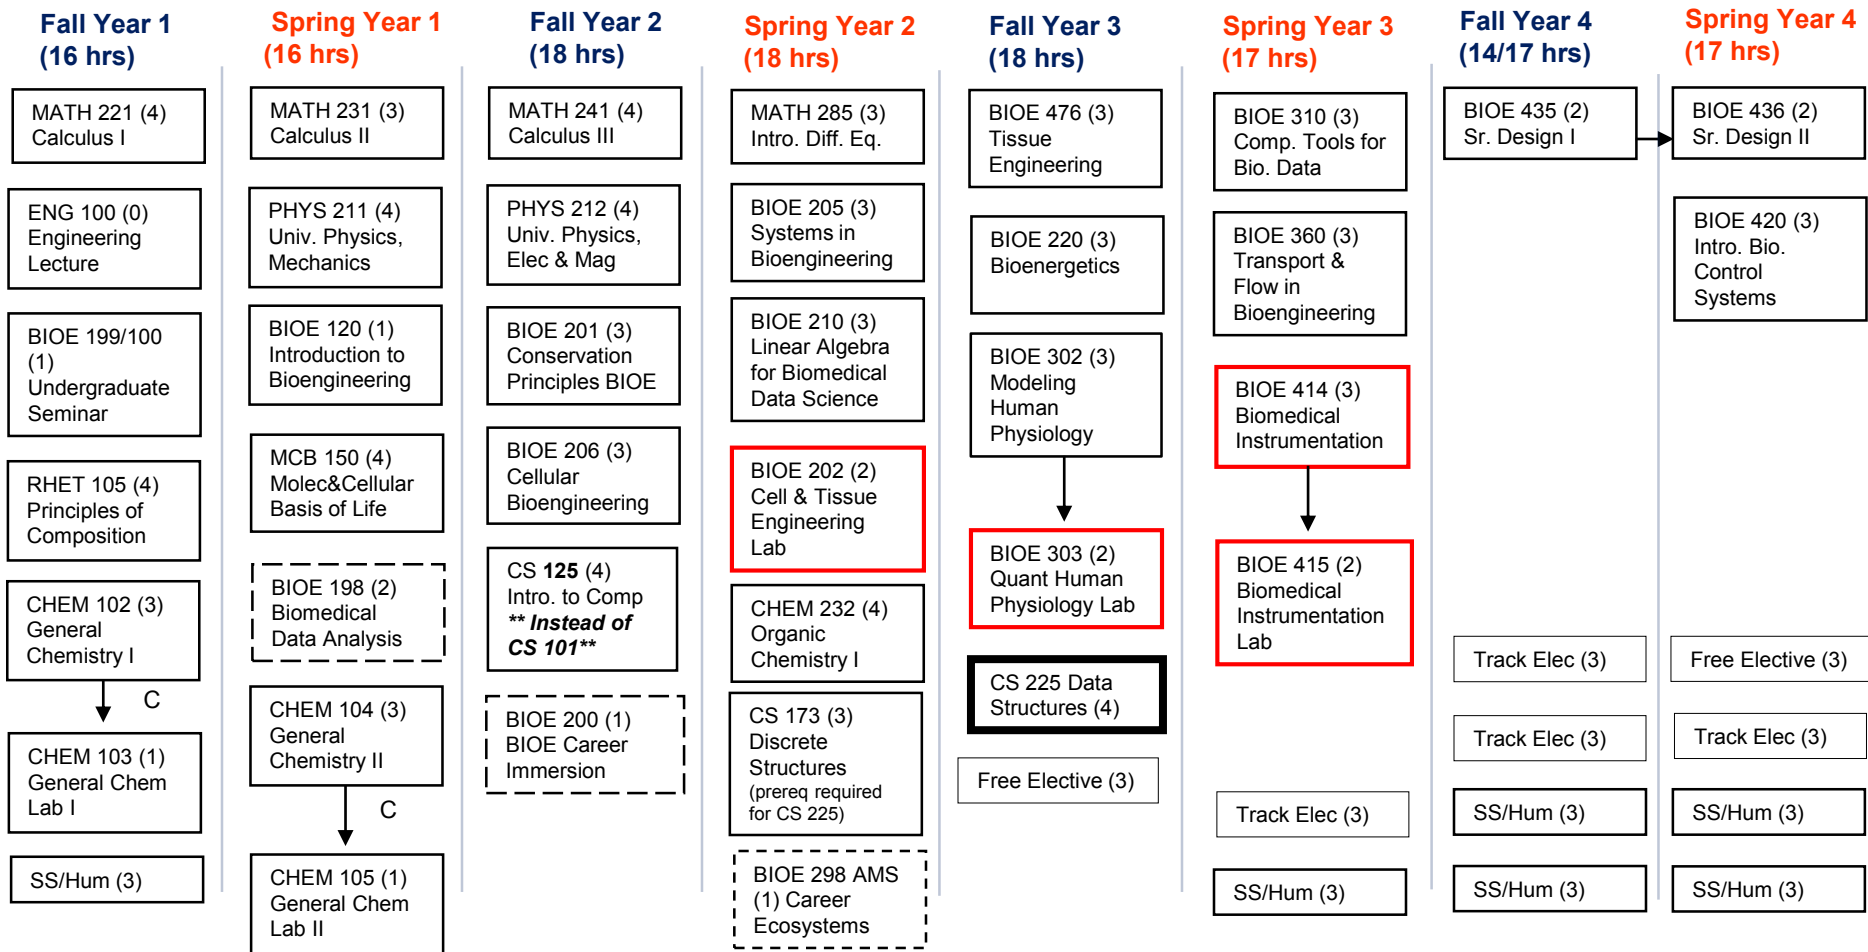 Fall Year 1
(16 hrs)
MATH 221 (4)
Calculus I
ENG 100 (0)
Engineering
Lecture
BIOE 199/100
(1)
Undergraduate
Seminar
RHET 105 (4)
Principles of
Composition
CHEM 102 (3)
General
Chemistry I
C
CHEM 103 (1)
General Chem
Lab I
SS/Hum (3)
Spring Year 1
(16 hrs)
MATH 231 (3)
Calculus II
PHYS 211 (4)
Univ. Physics,
Mechanics
BIOE 120 (1)
Introduction to
Bioengineering
MCB 150 (4)
Molec&Cellular
Basis of Life
BIOE 198 (2)
Biomedical
Data Analysis
CHEM 104 (3)
General
Chemistry II
C
CHEM 105 (1)
General Chem
Lab II
Fall Year 2
(18 hrs)
MATH 241 (4)
Calculus III
PHYS 212 (4)
Univ. Physics,
Elec & Mag
BIOE 201 (3)
Conservation
Principles BIOE
BIOE 206 (3)
Cellular
Bioengineering
CS 125 (4)
Intro. to Comp
** Instead of
CS 101**
BIOE 200 (1)
BIOE Career
Immersion
Spring Year 2
(18 hrs)
MATH 285 (3)
Intro. Diff. Eq.
BIOE 205 (3)
Systems in
Bioengineering
BIOE 210 (3)
Linear Algebra
for Biomedical
Data Science
BIOE 202 (2)
Cell & Tissue
Engineering
Lab
CHEM 232 (4)
Organic
Chemistry I
CS 173 (3)
Discrete
Structures
(prereq required
for CS 225)
BIOE 298 AMS
(1) Career
Ecosystems
Fall Year 3
(18 hrs)
BIOE 476 (3)
Tissue
Engineering
BIOE 220 (3)
Bioenergetics
BIOE 302 (3)
Modeling
Human
Physiology
BIOE 303 (2)
Quant Human
Physiology Lab
CS 225 Data
Structures (4)
Free Elective (3)
Spring Year 3
(17 hrs)
BIOE 310 (3)
Comp. Tools for
Bio. Data
BIOE 360 (3)
Transport &
Flow in
Bioengineering
BIOE 414 (3)
Biomedical
Instrumentation
BIOE 415 (2)
Biomedical
Instrumentation
Lab
Track Elec (3)
SS/Hum (3)
Fall Year 4
(14/17 hrs)
BIOE 435 (2)
Sr. Design I
Track Elec (3)
Track Elec (3)
SS/Hum (3)
SS/Hum (3)
Spring Year 4
(17 hrs)
BIOE 436 (2)
Sr. Design II
BIOE 420 (3)
Intro. Bio.
Control
Systems
Free Elective (3)
Track Elec (3)
SS/Hum (3)
SS/Hum (3)